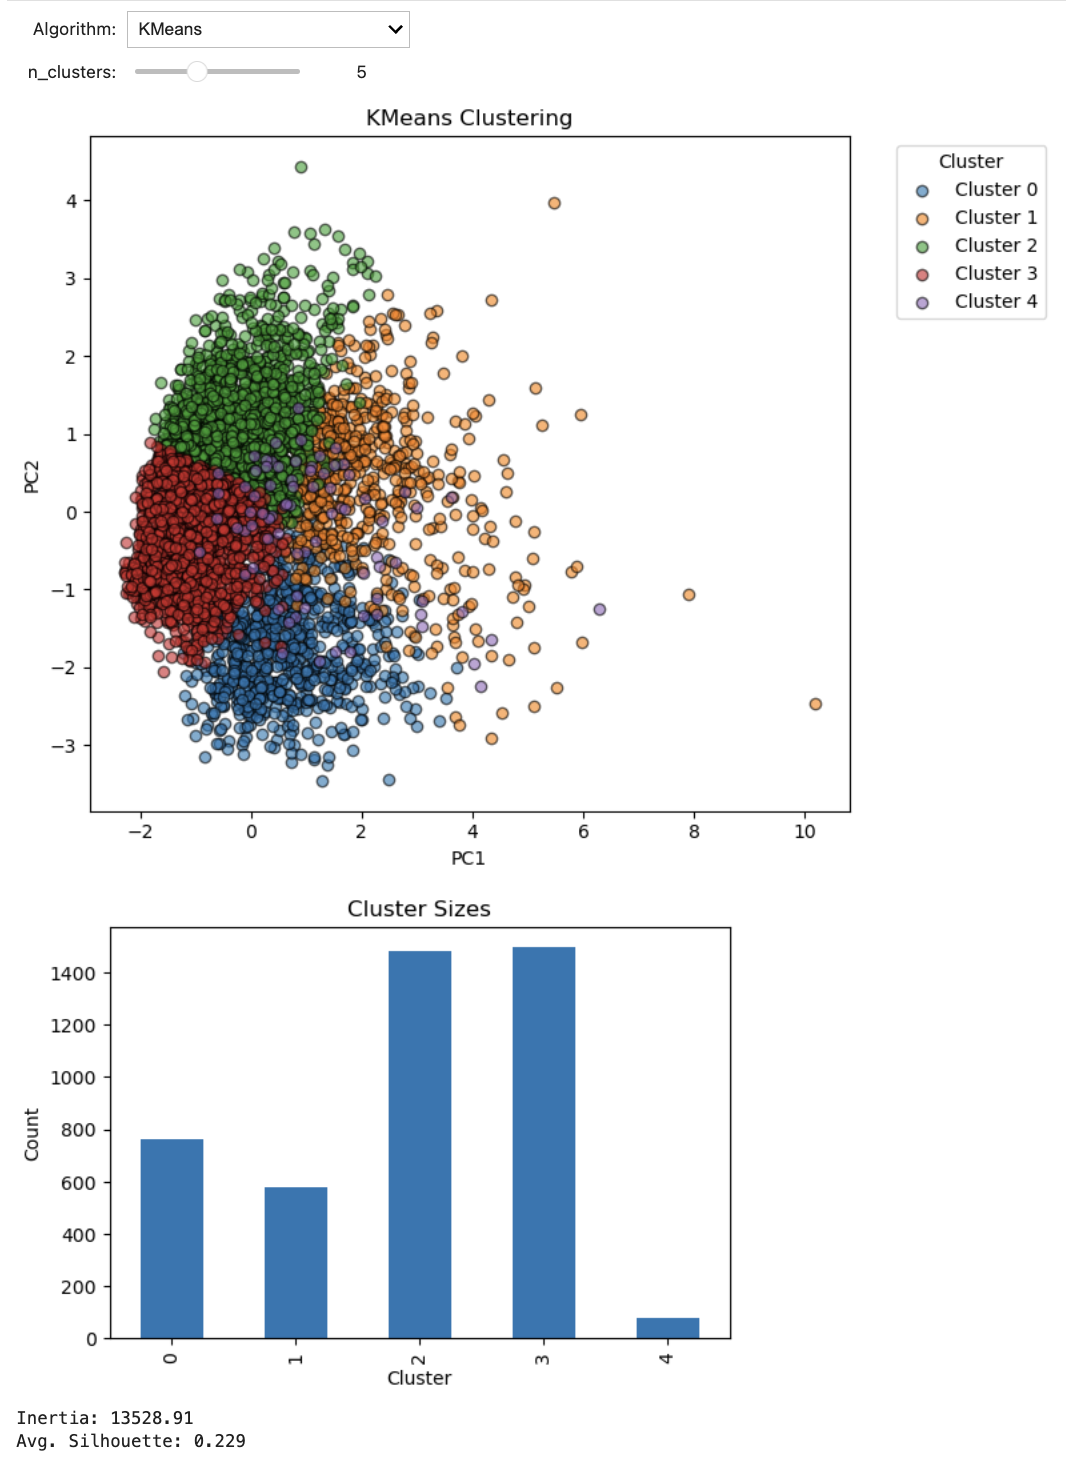 Algorithm: KMeans
n_clusters: 5
KMeans Clustering
Cluster
Cluster 0
Cluster 1
Cluster 2
Cluster 3
Cluster 4
4
3
2
1
0
−1
−2
−3
PC2
−2 0 2 4 6 8 10
PC1
Cluster Sizes
1400
1200
1000
800
600
400
200
0
Count
0 1 2 3 4
Cluster
Inertia: 13528.91
Avg. Silhouette: 0.229